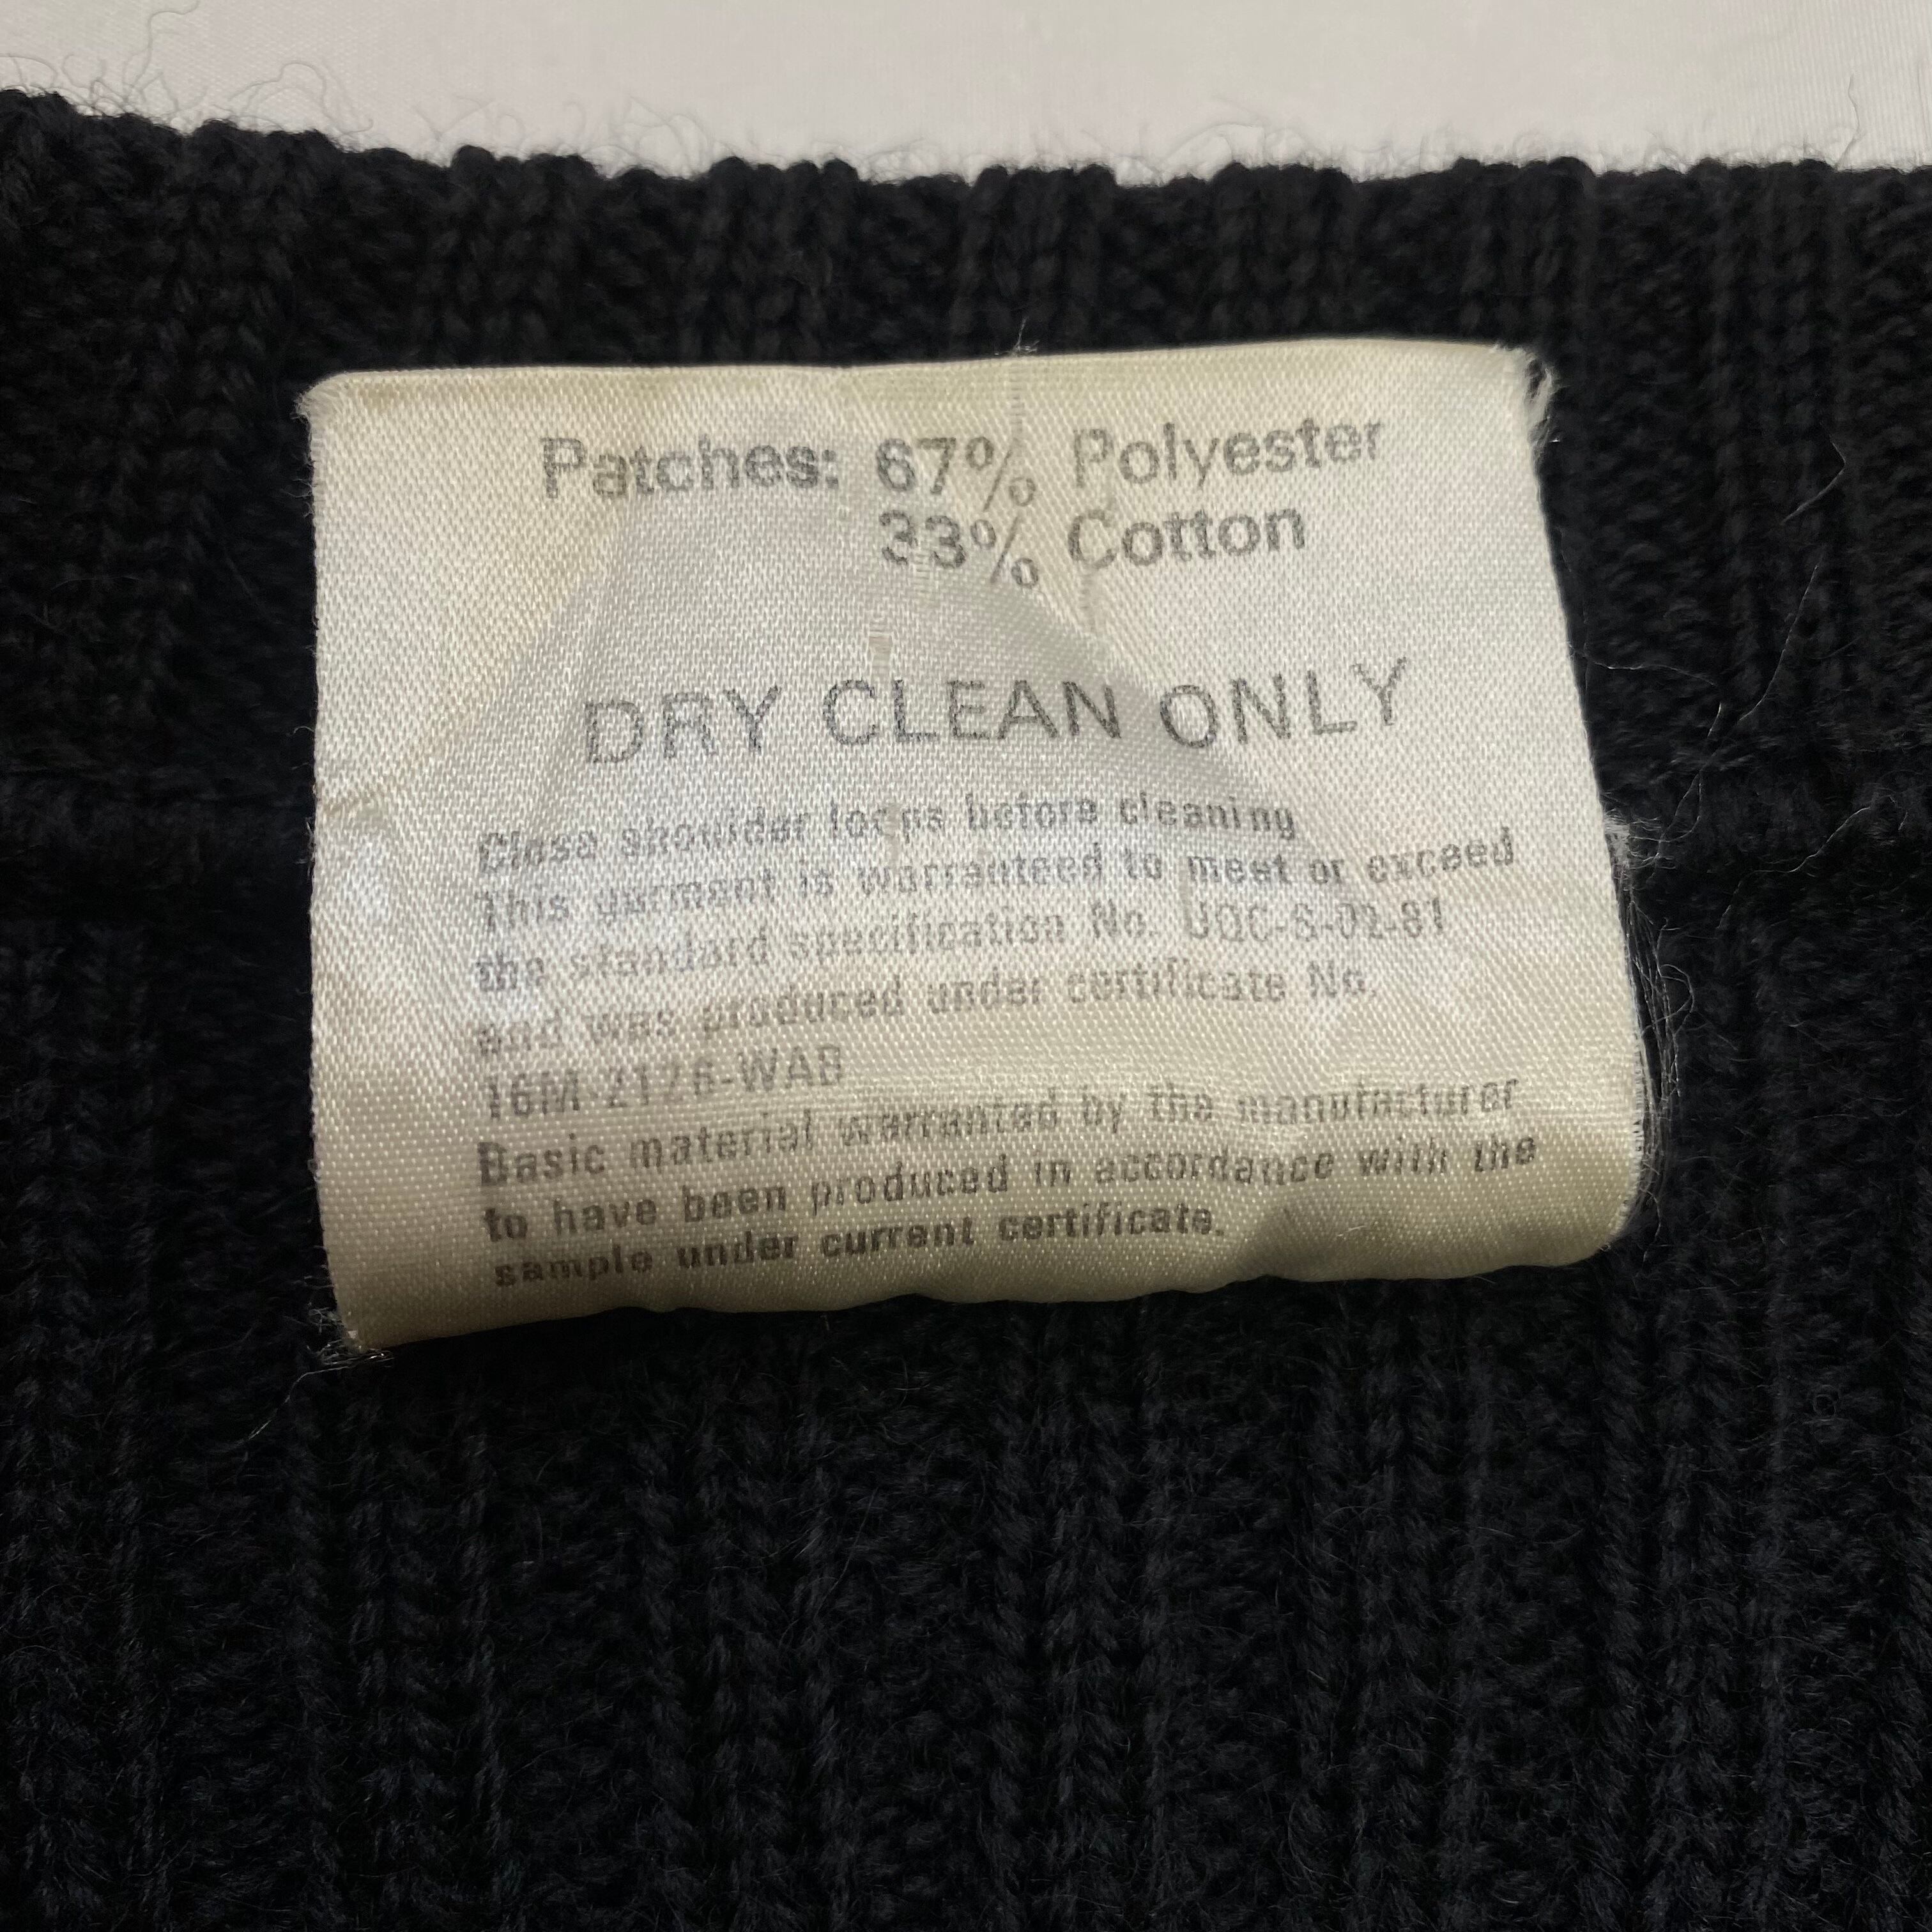 Patches: 67% Polyester
33% Cotton
DRY CLEAN ONLY
Close shoulder loops before cleaning
This garment is warranteed to meet or exceed
the standard specification No. UQC-S-02-81
and was produced under certificate No.
16M-2128-WAB
Basic material warranted by the manufacturer
to have been produced in accordance with the
sample under current certificate.